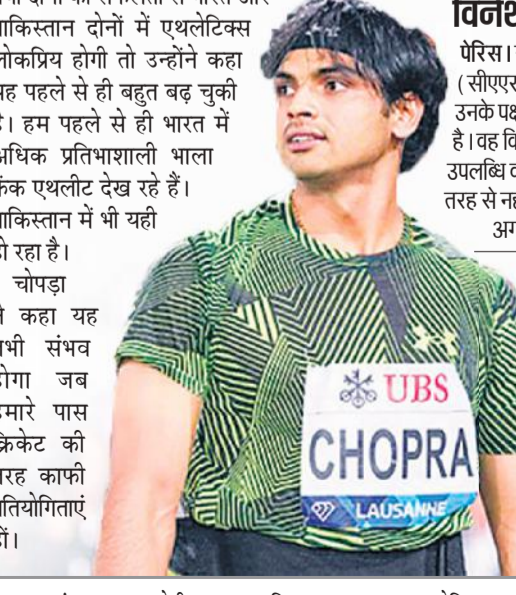 पाकिस्तान दोनों में एथलेटिक्स
लोकप्रिय होगी तो उन्होंने कहा
यह पहले से ही बहुत बढ़ चुकी
है। हम पहले से ही भारत में
अधिक प्रतिभाशाली भाला
फेंक एथलीट देख रहे हैं।
पाकिस्तान में भी यही
हो रहा है।
चोपड़ा
ने कहा यह
तभी संभव
होगा जब
हमारे पास
क्रिकेट की
तरह काफी
प्रतियोगिताएं
हों।
UBS
CHOPRA
LAUSANNE
पेरिस।
(सीएएस
उनके पक्ष
है। वह
उपलब्धि
तरह से